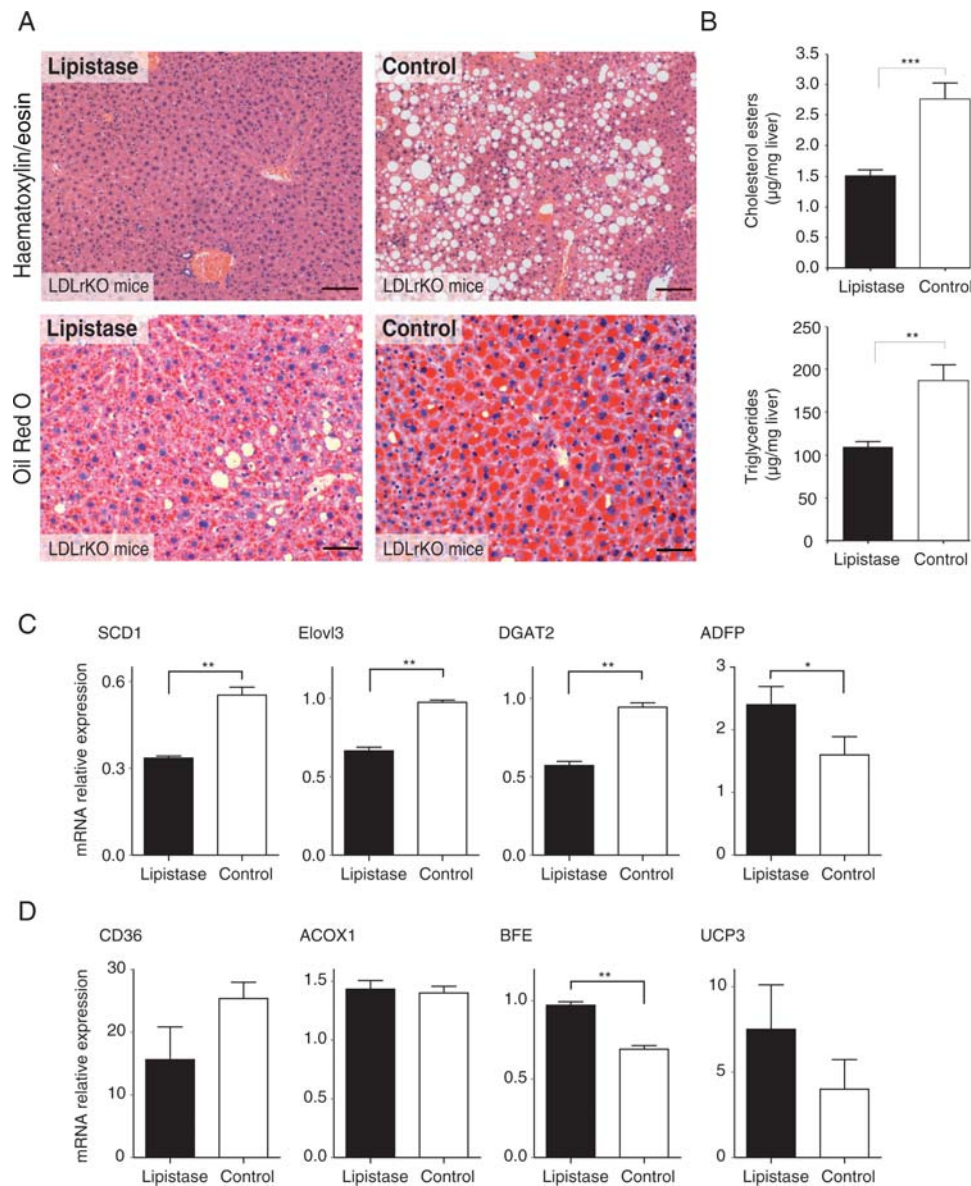 A
Haematoxylin/eosin
Lipistase
LDLrKO mice
Control
LDLrKO mice
Oil Red O
Lipistase
LDLrKO mice
Control
LDLrKO mice
B
Cholesterol esters
(µg/mg liver)
3.5
3.0
2.5
2.0
1.5
1.0
0.5
0.0
***
Lipistase Control
Triglycerides
(µg/mg liver)
250
200
150
100
50
0
**
Lipistase Control
C
mRNA relative expression
SCD1
0.6
0.3
0.0
**
Lipistase Control
Elovl3
1.0
0.5
0.0
**
Lipistase Control
DGAT2
1.0
0.5
0.0
**
Lipistase Control
ADFP
3
2
1
0
*
Lipistase Control
D
mRNA relative expression
CD36
30
20
10
0
Lipistase Control
ACOX1
1.5
1.0
0.5
0.0
Lipistase Control
BFE
1.0
0.5
0.0
**
Lipistase Control
UCP3
10
5
0
Lipistase Control